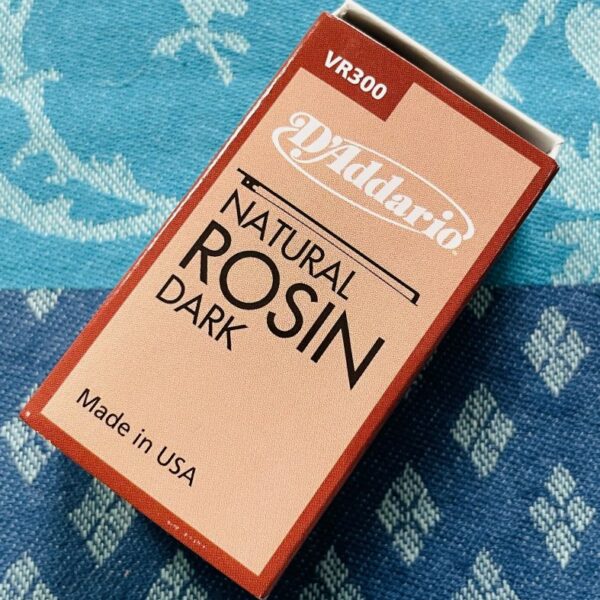 VR300
D'Addario
NATURAL
ROSIN
DARK
Made in USA